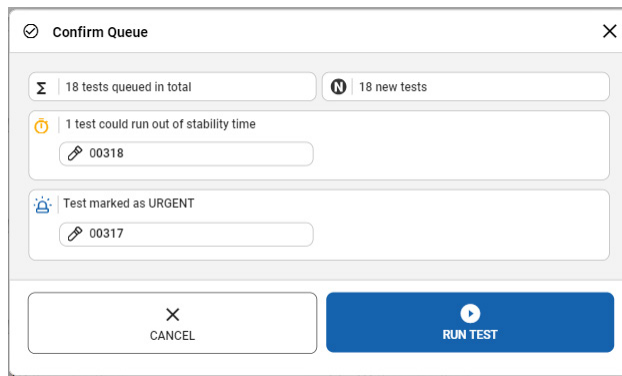 Confirm Queue
Σ 18 tests queued in total
N 18 new tests
1 test could run out of stability time
00318
Test marked as URGENT
00317
CANCEL
RUN TEST